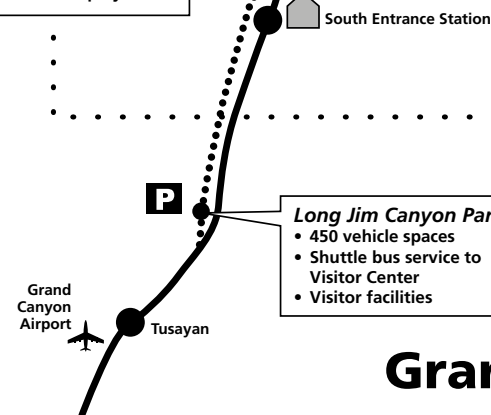 South Entrance Station
P
Long Jim Canyon Par
• 450 vehicle spaces
• Shuttle bus service to
Visitor Center
• Visitor facilities
Grand
Canyon
Airport
Tusayan
Gran